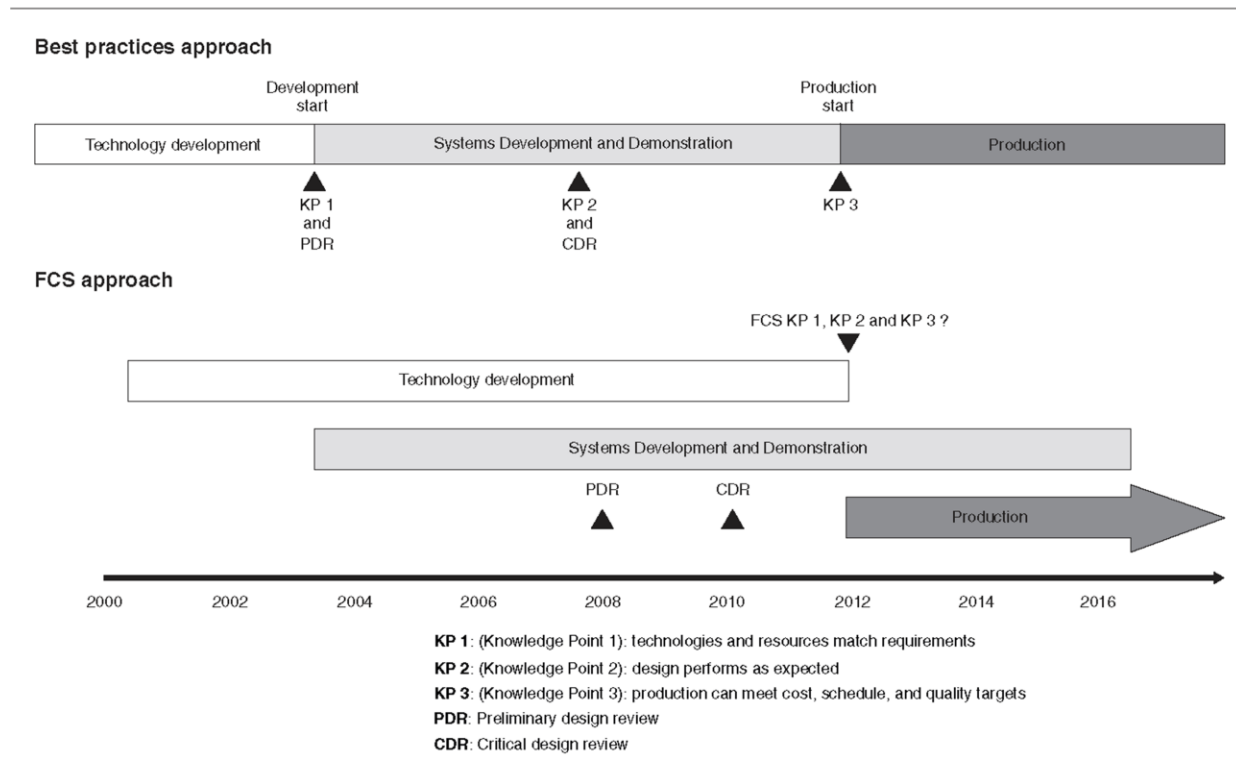 Best practices approach
Development
start
Production
start
Technology development
Systems Development and Demonstration
Production
KP 1
and
PDR
KP 2
and
CDR
KP 3
FCS approach
FCS KP 1, KP 2 and KP 3 ?
Technology development
Systems Development and Demonstration
PDR
CDR
Production
2000
2002
2004
2006
2008
2010
2012
2014
2016
KP 1: (Knowledge Point 1): technologies and resources match requirements
KP 2: (Knowledge Point 2): design performs as expected
KP 3: (Knowledge Point 3): production can meet cost, schedule, and quality targets
PDR: Preliminary design review
CDR: Critical design review